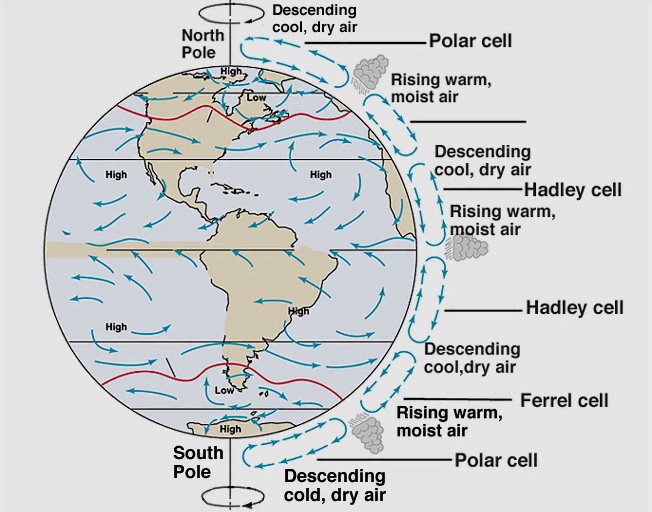 Descending
cool, dry air
North
Pole
Polar cell
High
Rising warm,
moist air
Low
Descending
cool, dry air
High
High
Hadley cell
Rising warm,
moist air
High
Hadley cell
High
Descending
cool,dry air
Low
Ferrel cell
Rising warm,
moist air
High
South
Pole
Polar cell
Descending
cold, dry air